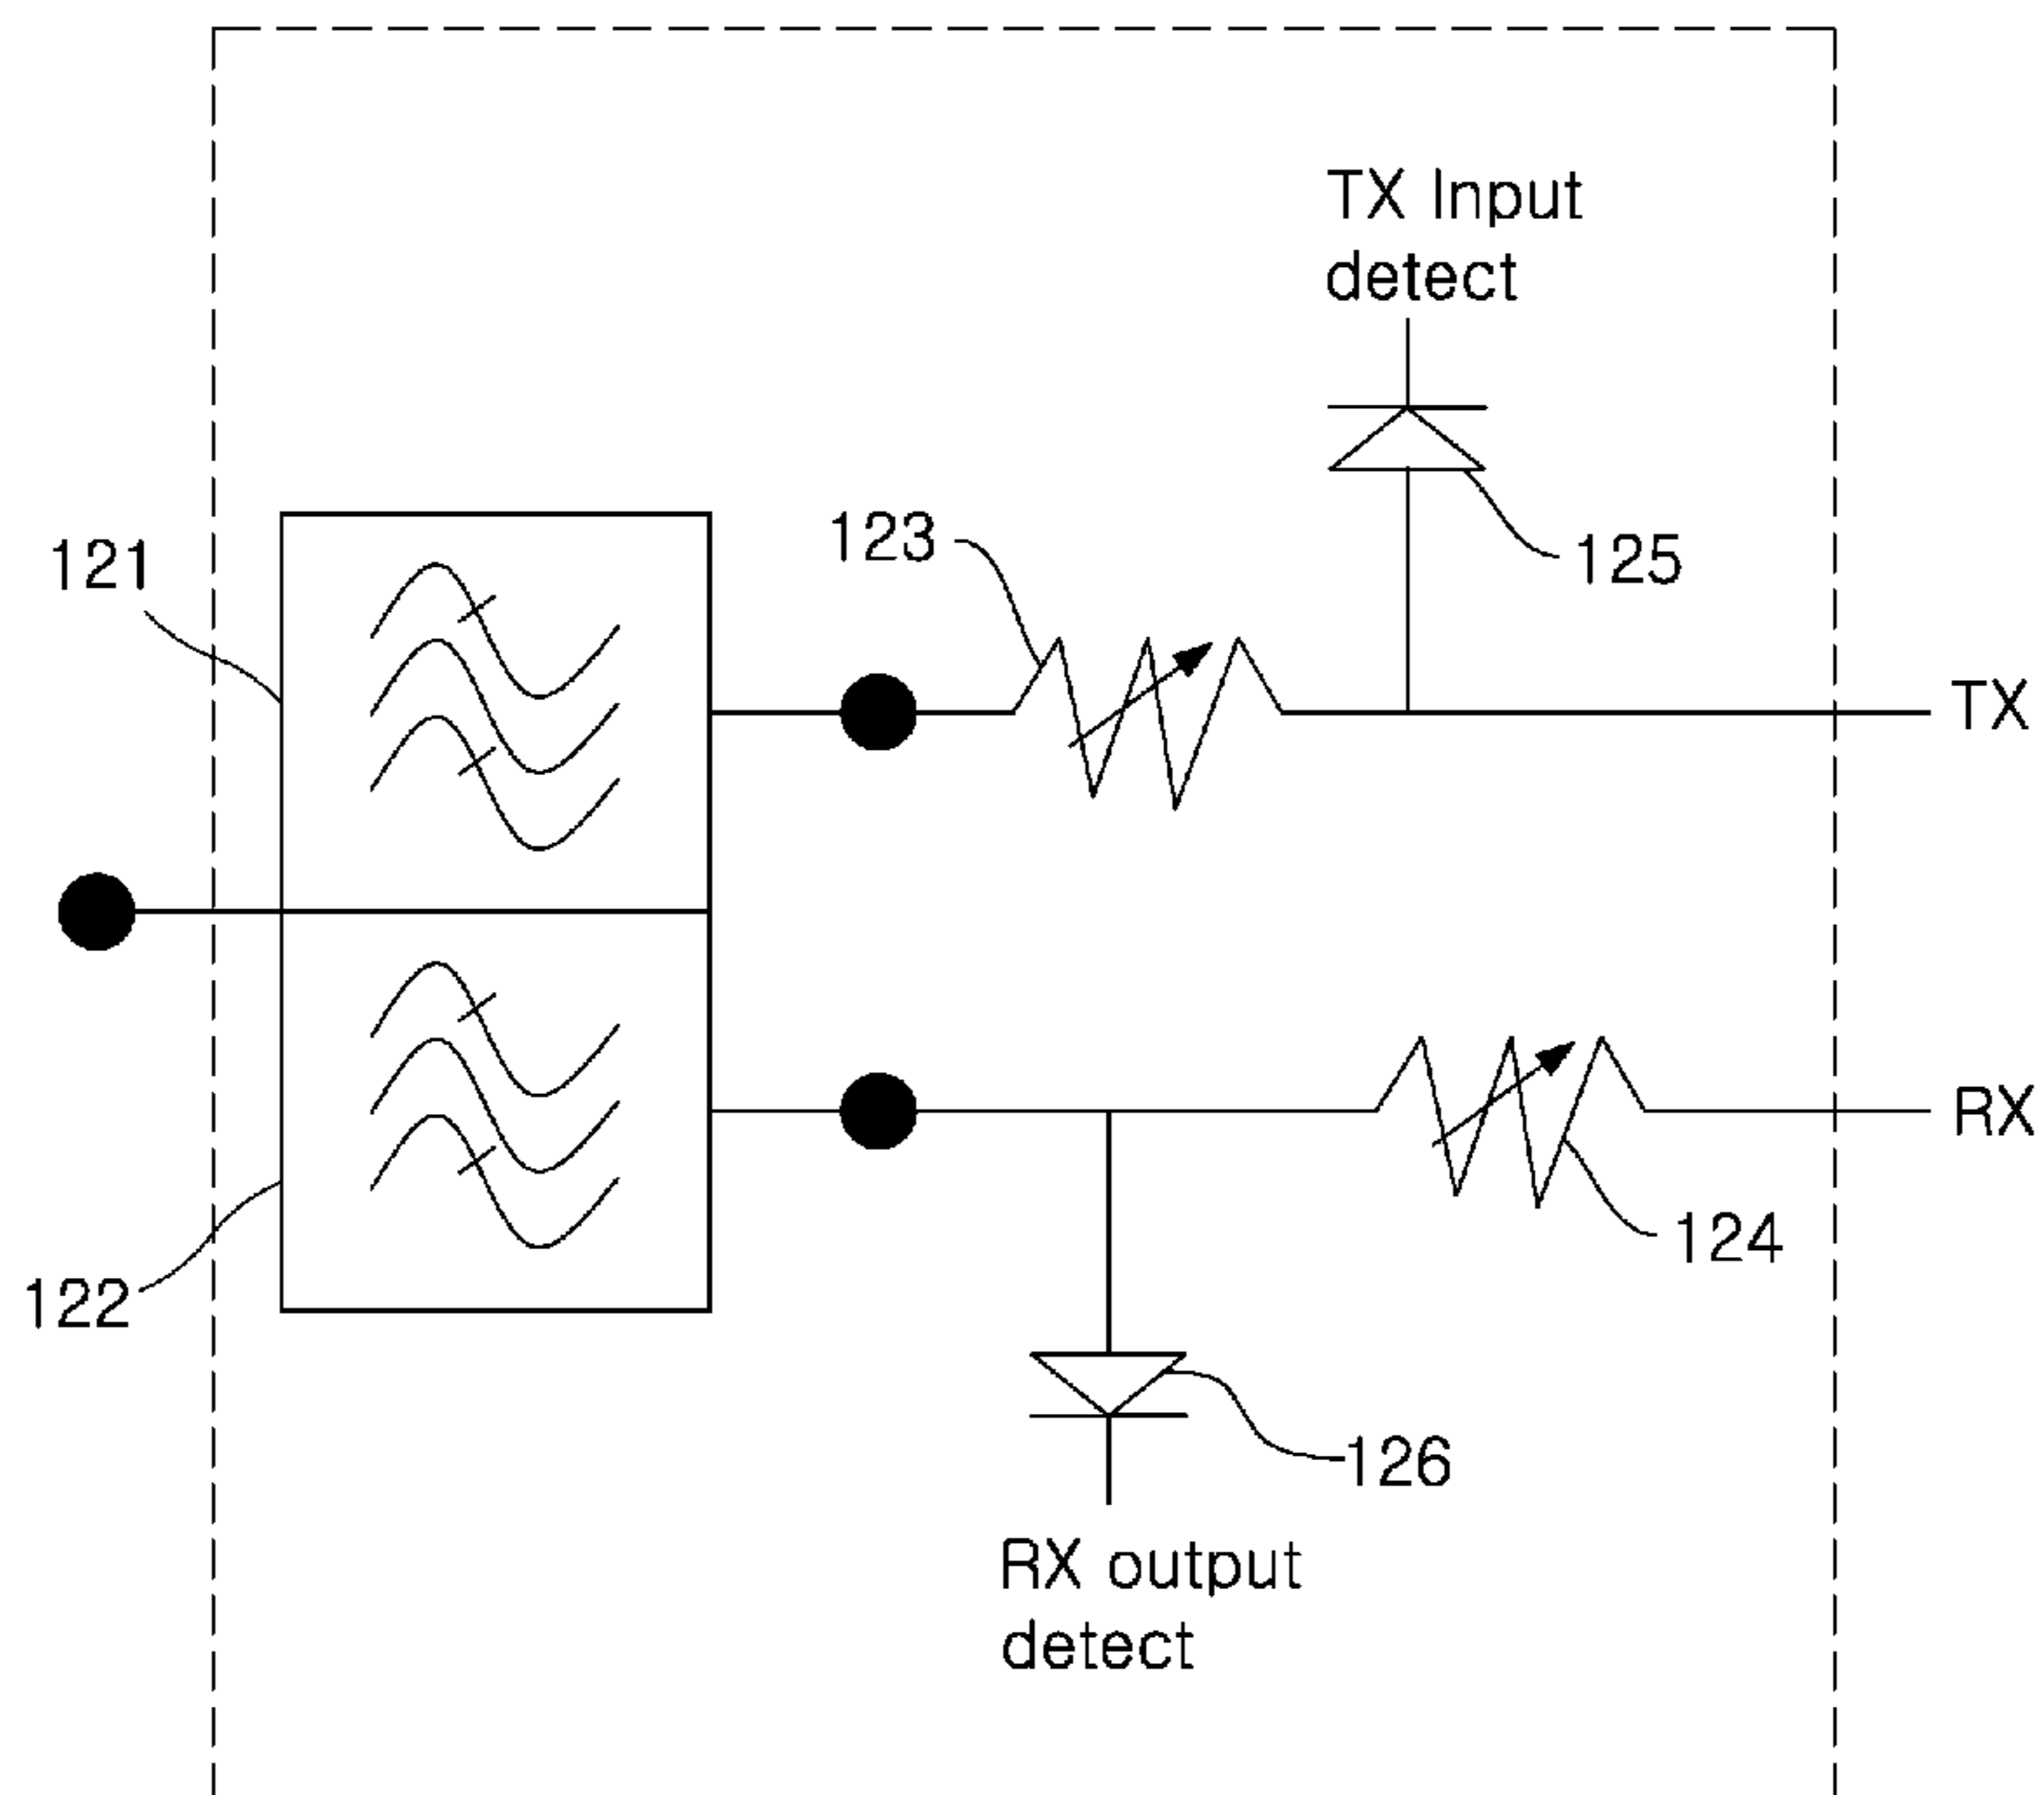 TX Input
detect
123
125
121
TX
RX
124
122
126
RX output
detect